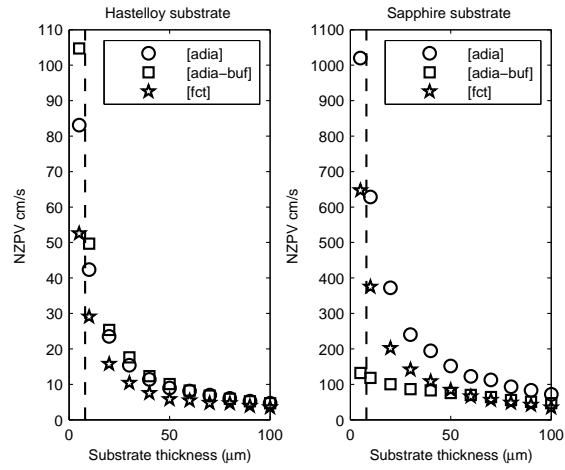 Hastelloy substrate
110
100
90
80
70
60
50
40
30
20
10
0
NZPV cm/s
[adia]
[adia−buf]
[fct]
0 50 100
Substrate thickness (μm)
Sapphire substrate
1100
1000
900
800
700
600
500
400
300
200
100
0
NZPV cm/s
[adia]
[adia−buf]
[fct]
0 50 100
Substrate thickness (μm)